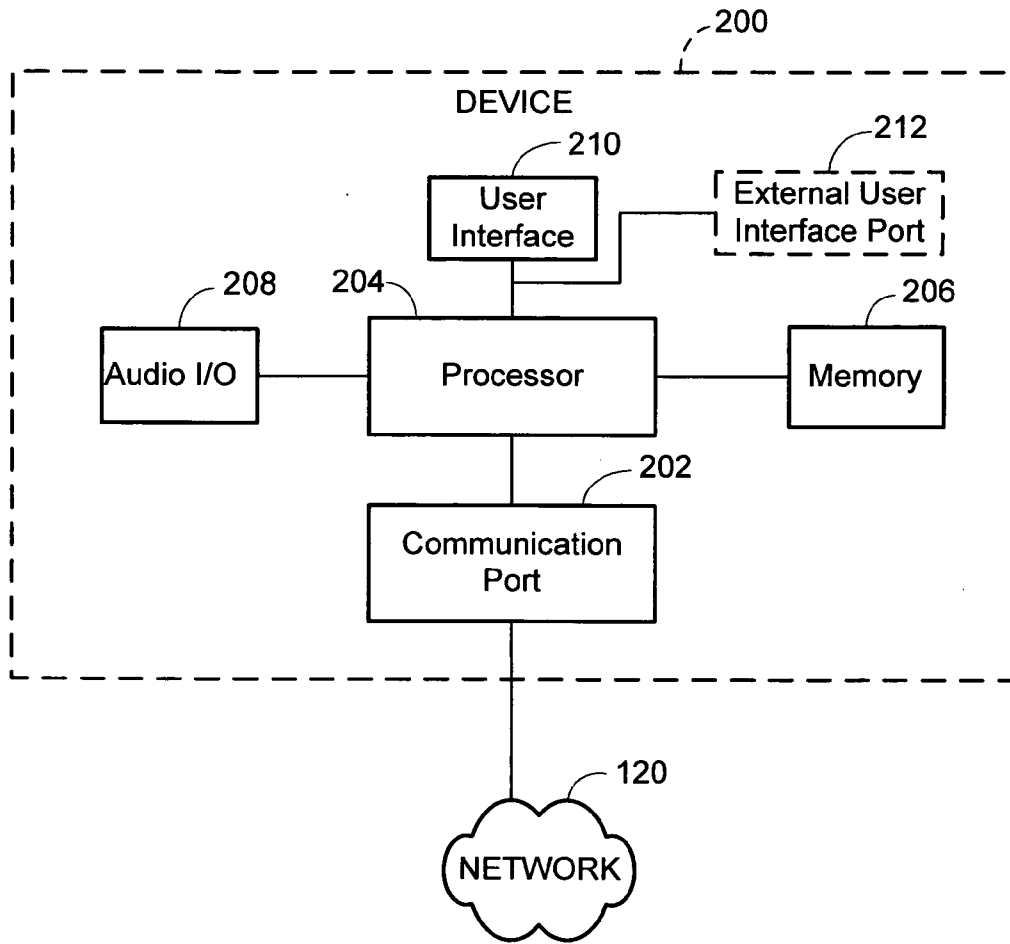 200
DEVICE
210
212
User
Interface
External User
Interface Port
208
204
206
Audio I/O
Processor
Memory
202
Communication
Port
120
NETWORK